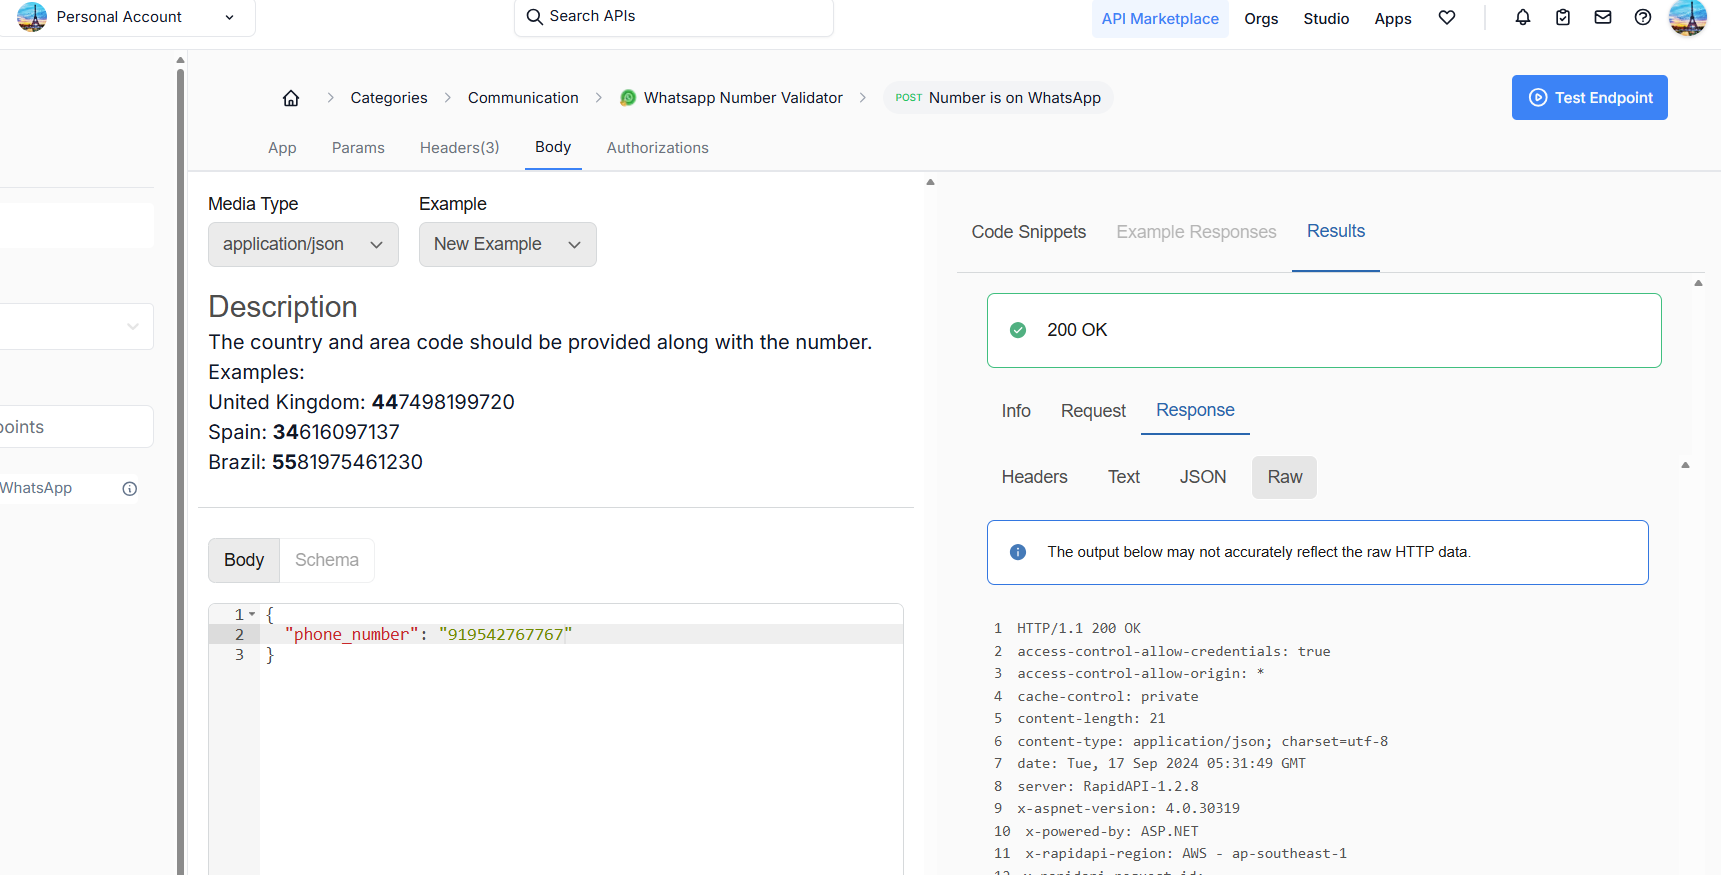 Personal Account
Search APIs
API Marketplace
Orgs
Studio
Apps
Categories
Communication
Whatsapp Number Validator
POST Number is on WhatsApp
Test Endpoint
App
Params
Headers(3)
Body
Authorizations
oints
WhatsApp
Media Type
Example
application/json
New Example
Description
The country and area code should be provided along with the number.
Examples:
United Kingdom: 447498199720
Spain: 34616097137
Brazil: 5581975461230
Body
Schema
1 {
2 "phone_number": "919542767767"
3 }
Code Snippets
Example Responses
Results
200 OK
Info
Request
Response
Headers
Text
JSON
Raw
The output below may not accurately reflect the raw HTTP data.
1 HTTP/1.1 200 OK
2 access-control-allow-credentials: true
3 access-control-allow-origin: *
4 cache-control: private
5 content-length: 21
6 content-type: application/json; charset=utf-8
7 date: Tue, 17 Sep 2024 05:31:49 GMT
8 server: RapidAPI-1.2.8
9 x-aspnet-version: 4.0.30319
10 x-powered-by: ASP.NET
11 x-rapidapi-region: AWS - ap-southeast-1
12 x-rapidapi-request-id: